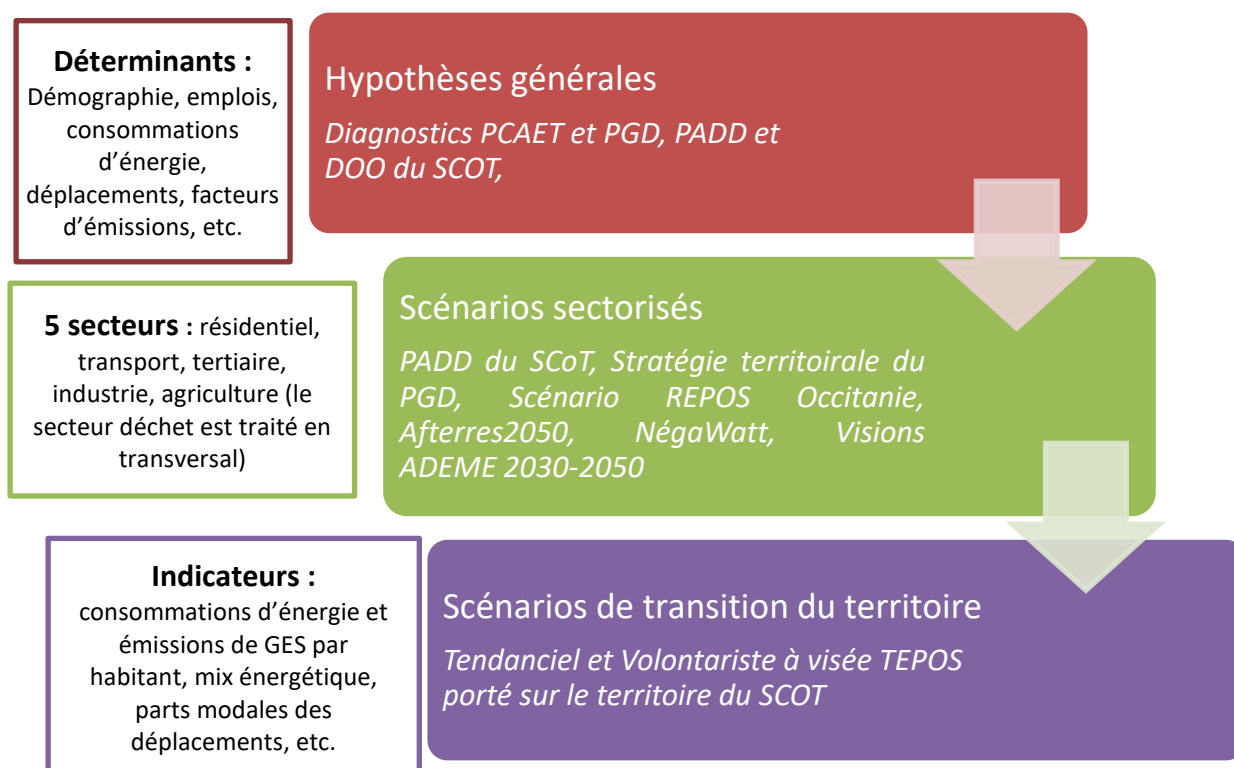 Déterminants :
Démographie, emplois,
consommations
d'énergie,
déplacements, facteurs
d'émissions, etc.
Hypothèses générales
Diagnostics PCAET et PGD, PADD et
DOO du SCOT,
5 secteurs : résidentiel,
transport, tertiaire,
industrie, agriculture (le
secteur déchet est traité en
transversal)
Scénarios sectorisés
PADD du SCoT, Stratégie territoirale du
PGD, Scénario REPOS Occitanie,
Afterres2050, NégaWatt, Visions
ADEME 2030-2050
Indicateurs :
consommations d'énergie et
émissions de GES par
habitant, mix énergétique,
parts modales des
déplacements, etc.
Scénarios de transition du territoire
Tendanciel et Volontariste à visée TEPOS
porté sur le territoire du SCOT